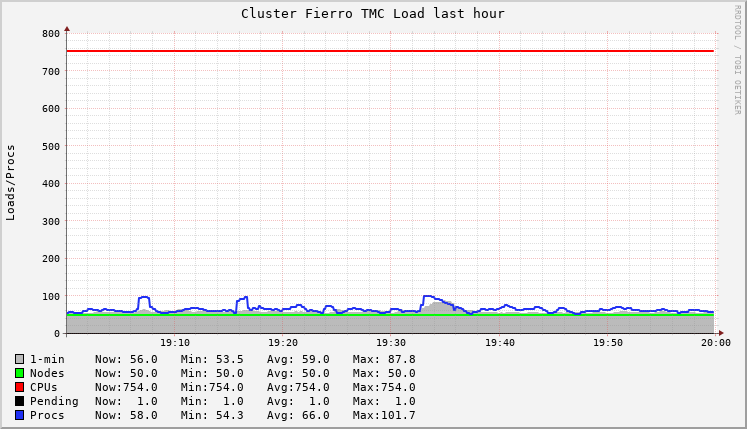 Cluster Fierro TMC Load last hour
RRDTOOL / TOBI OETIKER
Loads/Procs
800
700
600
500
400
300
200
100
0
19:10 19:20 19:30 19:40 19:50 20:00
1-min Now: 56.0 Min: 53.5 Avg: 59.0 Max: 87.8
Nodes Now: 50.0 Min: 50.0 Avg: 50.0 Max: 50.0
CPUs Now:754.0 Min:754.0 Avg:754.0 Max:754.0
Pending Now: 1.0 Min: 1.0 Avg: 1.0 Max: 1.0
Procs Now: 58.0 Min: 54.3 Avg: 66.0 Max:101.7